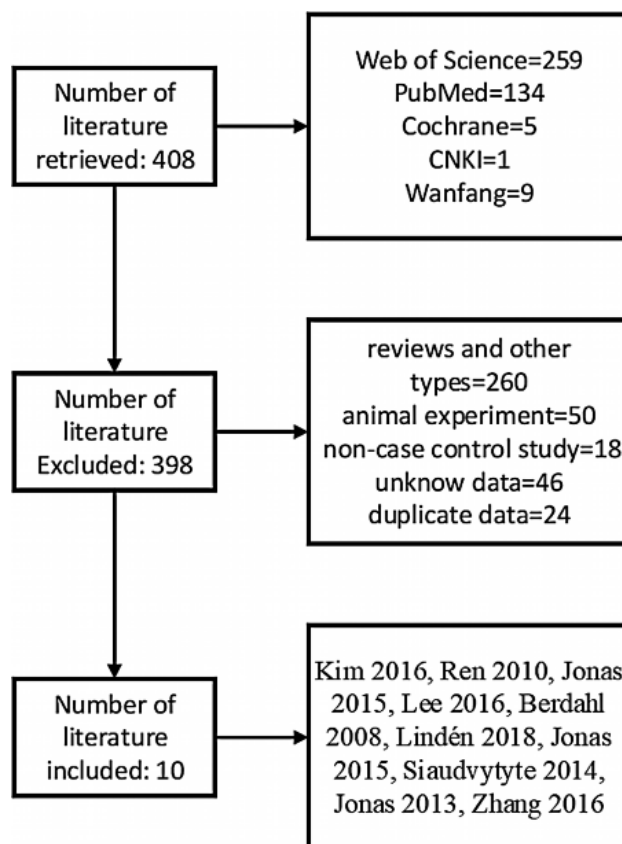 Number of
literature
retrieved: 408
Web of Science=259
PubMed=134
Cochrane=5
CNKI=1
Wanfang=9
Number of
literature
Excluded: 398
reviews and other
types=260
animal experiment=50
non-case control study=18
unknow data=46
duplicate data=24
Number of
literature
included: 10
Kim 2016, Ren 2010, Jonas
2015, Lee 2016, Berdahl
2008, Lindén 2018, Jonas
2015, Siaudvytyte 2014,
Jonas 2013, Zhang 2016